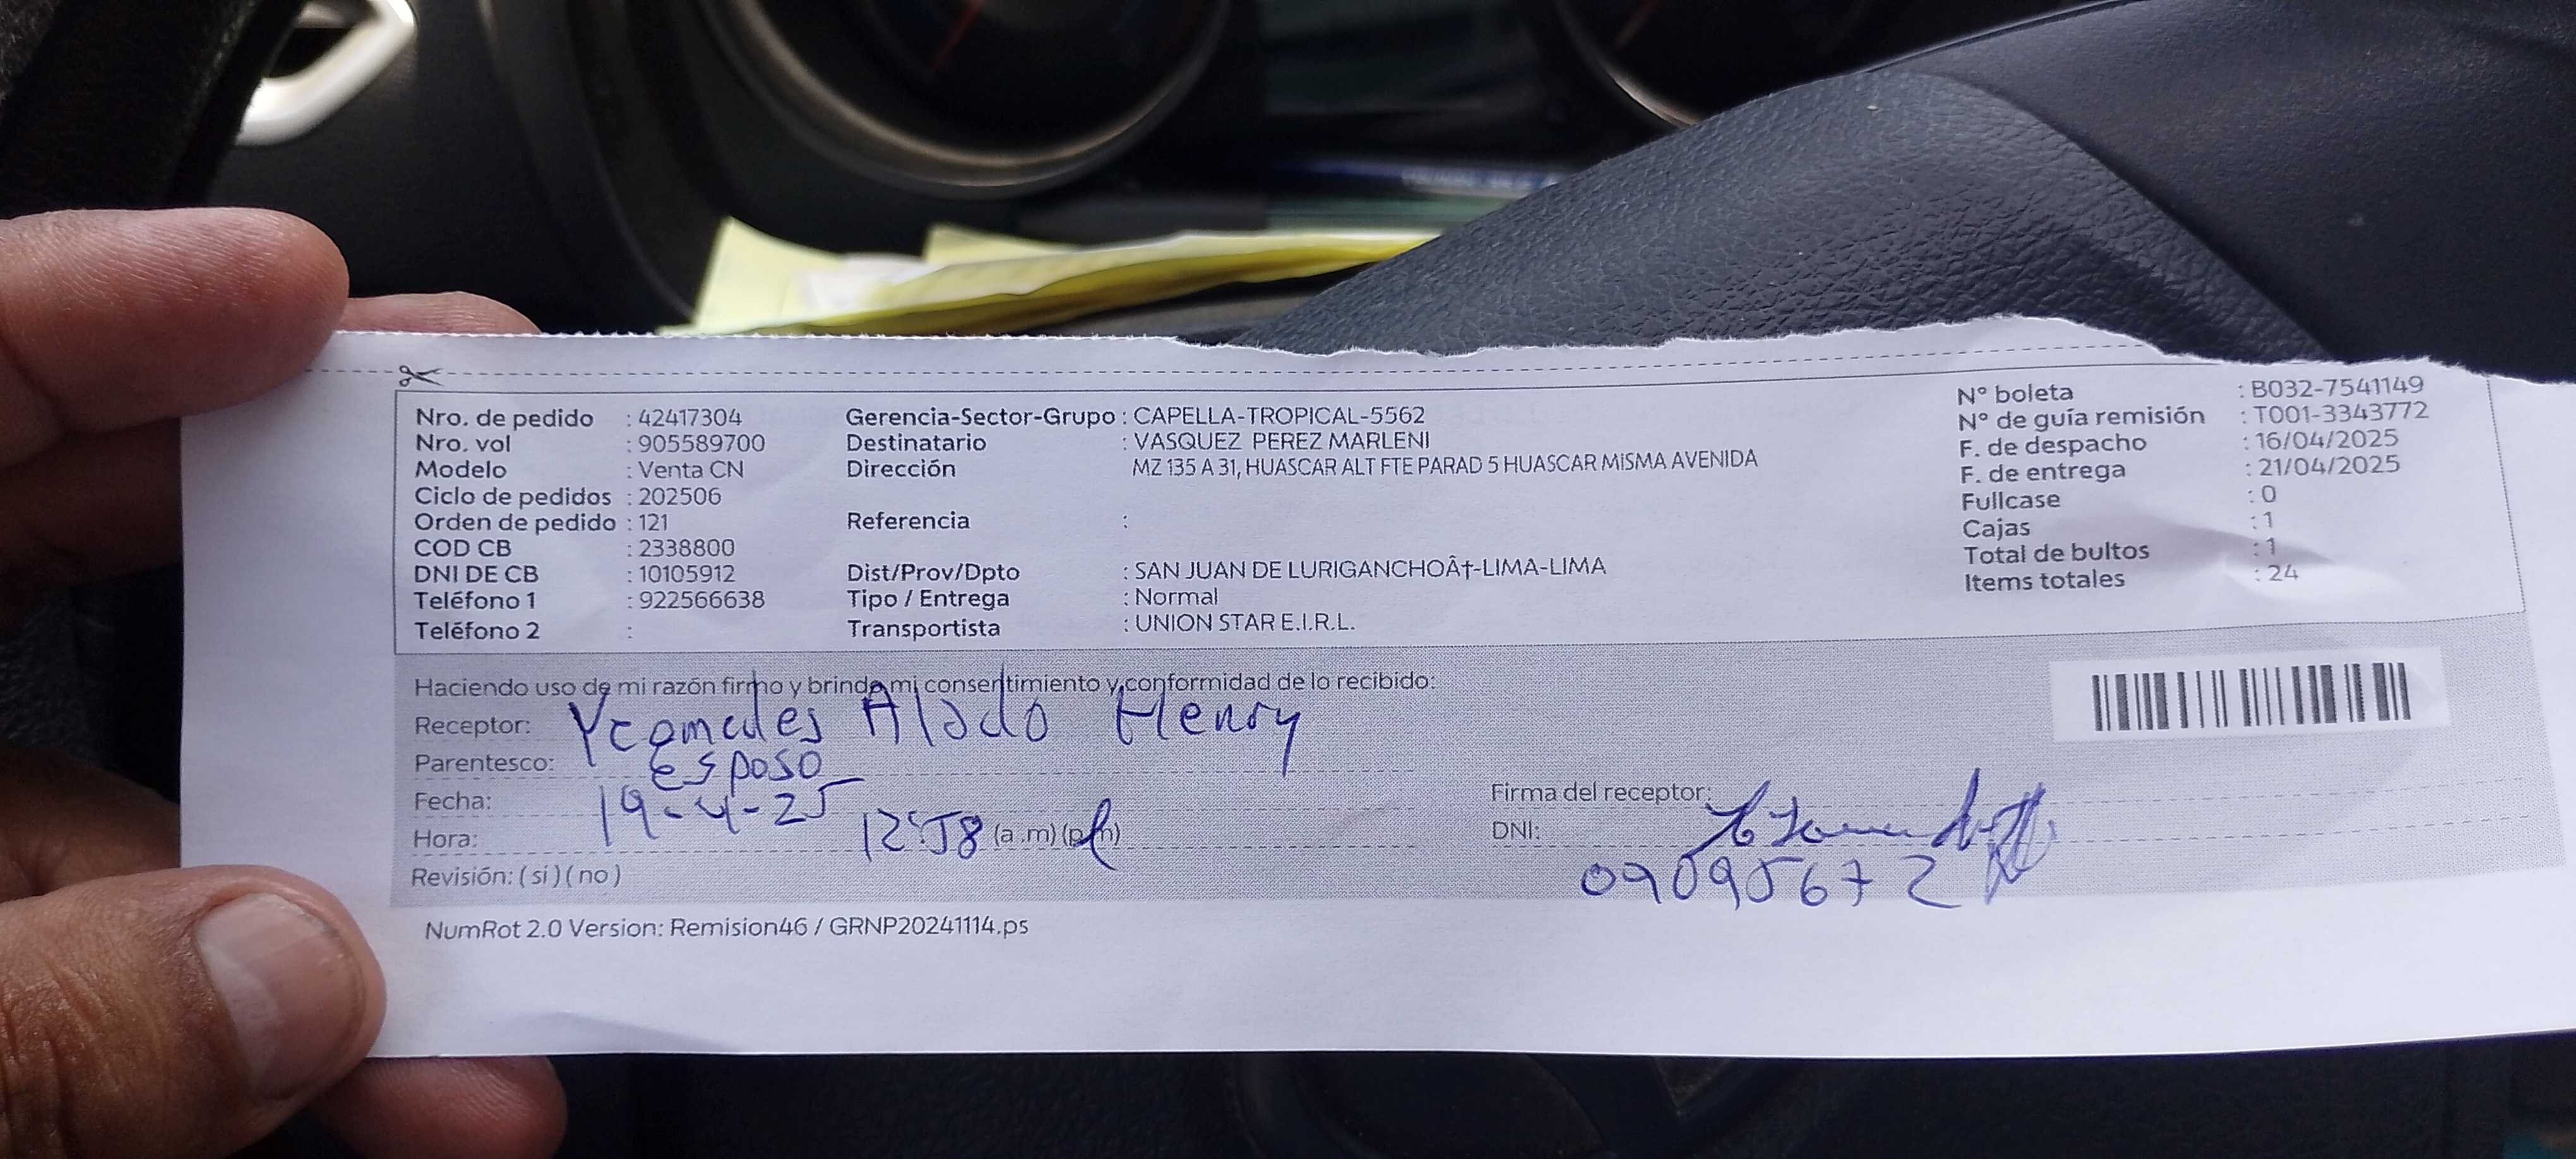 Nro. de pedido : 42417304
Nro. vol : 905589700
Modelo : Venta CN
Ciclo de pedidos : 202506
Orden de pedido : 121
COD CB : 2338800
DNI DE CB : 10105912
Teléfono 1 : 922566638
Teléfono 2 :
Gerencia-Sector-Grupo : CAPELLA-TROPICAL-5562
Destinatario : VASQUEZ PEREZ MARLENI
Dirección MZ 135 A 31, HUASCAR ALT FTE PARAD 5 HUASCAR MISMA AVENIDA
Referencia :
Dist/Prov/Dpto : SAN JUAN DE LURIGANCHOÂ†-LIMA-LIMA
Tipo / Entrega : Normal
Transportista : UNION STAR E.I.R.L.
N° boleta : B032-7541149
N° de guía remisión : T001-3343772
F. de despacho : 16/04/2025
F. de entrega : 21/04/2025
Fullcase : 0
Cajas : 1
Total de bultos : 1
Items totales : 24
Haciendo uso de mi razón firmo y brindo mi consentimiento y conformidad de lo recibido:
Receptor: Henry
Parentesco: esposo
Fecha: 19-4-25
Hora: 12:58 (a.m) (p.m)
Revisión: ( si ) ( no )
Firma del receptor:
DNI: 09095672
NumRot 2.0 Version: Remision46 / GRNP20241114.ps